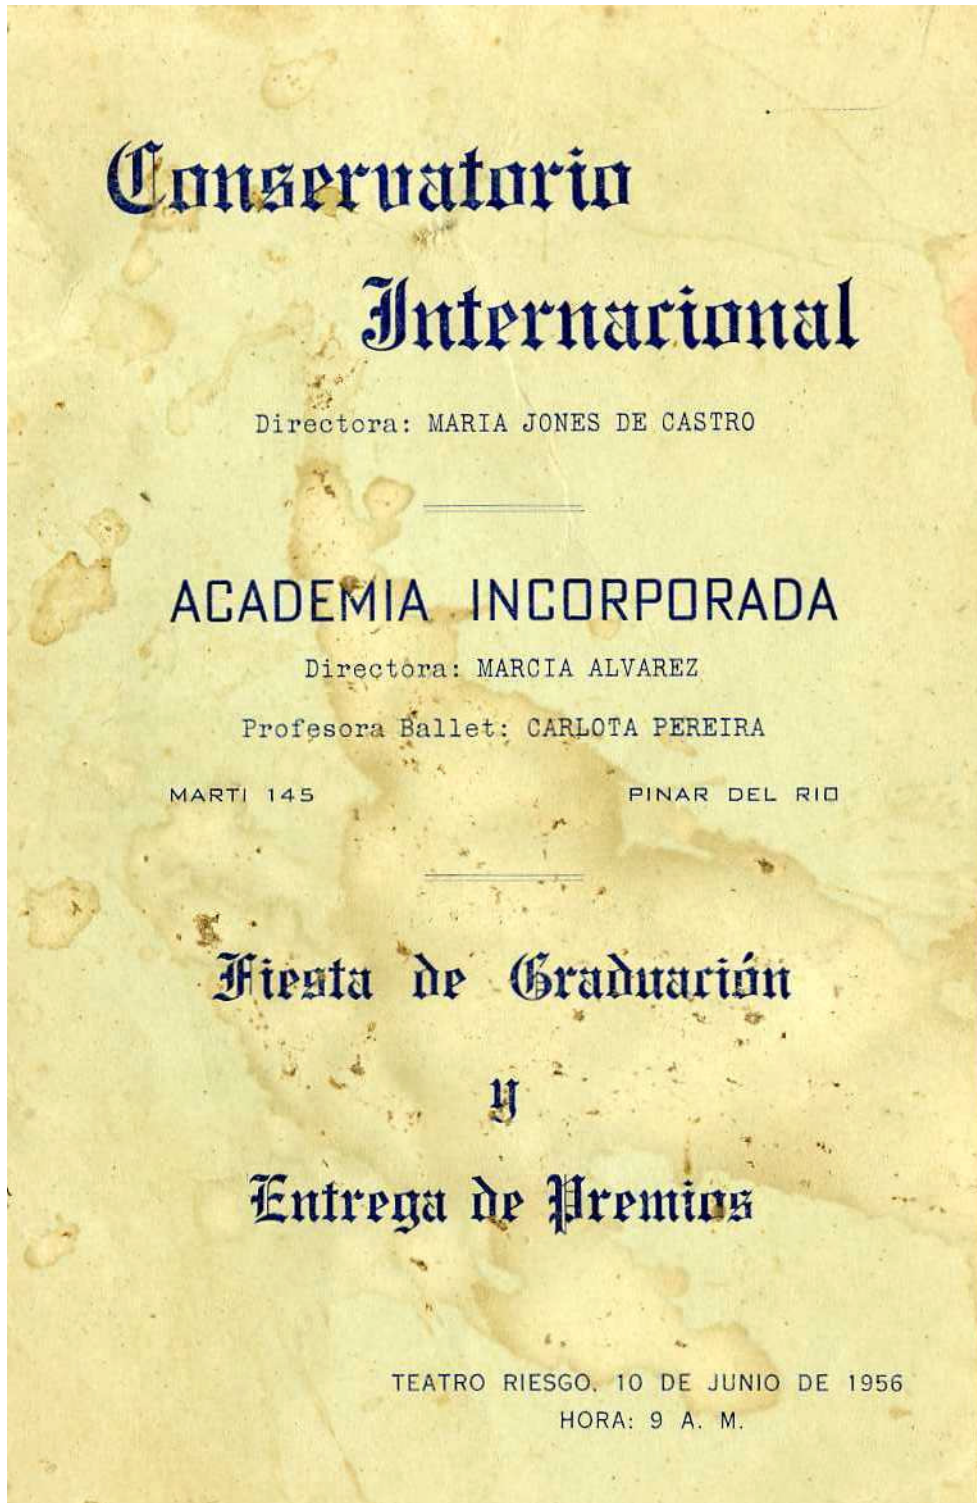 Conservatorio
Internacional
Directora: MARIA JONES DE CASTRO
ACADEMIA INCORPORADA
Directora: MARCIA ALVAREZ
Profesora Ballet: CARLOTA PEREIRA
MARTI 145 PINAR DEL RIO
Fiesta de Graduación
y
Entrega de Premios
TEATRO RIESGO, 10 DE JUNIO DE 1956
HORA: 9 A. M.